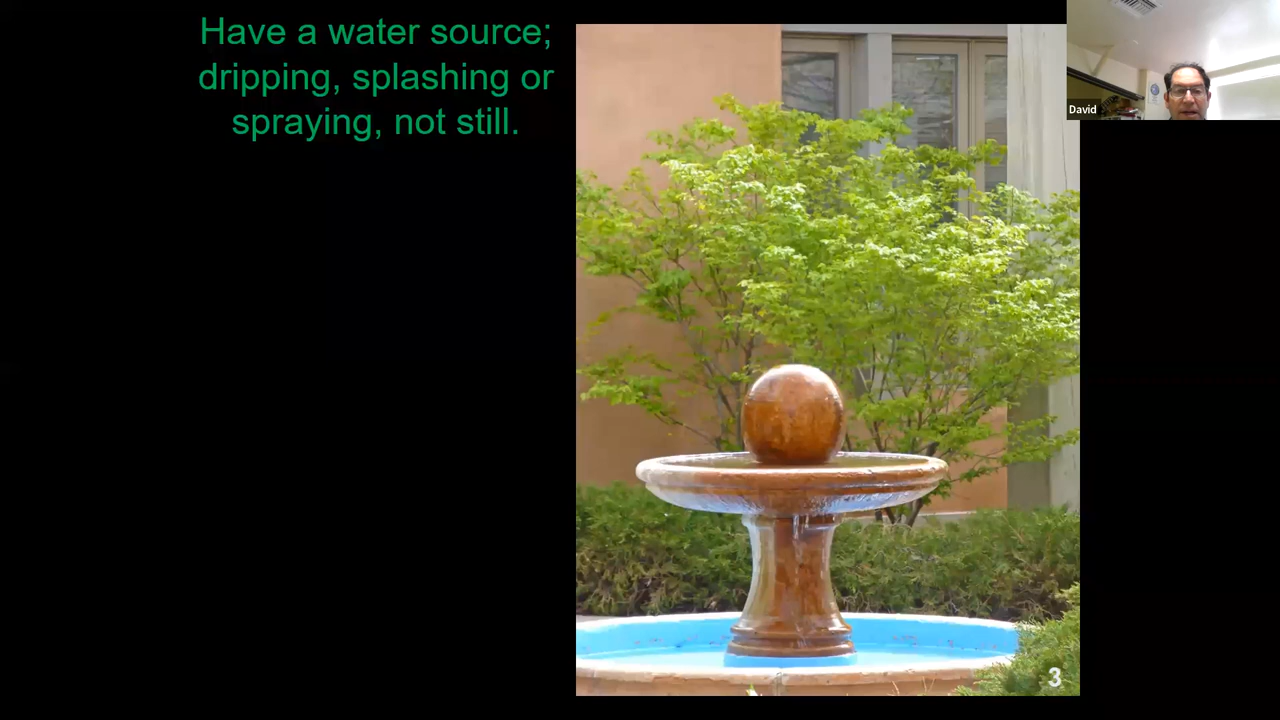 Have a water source;
dripping, splashing or
spraying, not still.
David
3